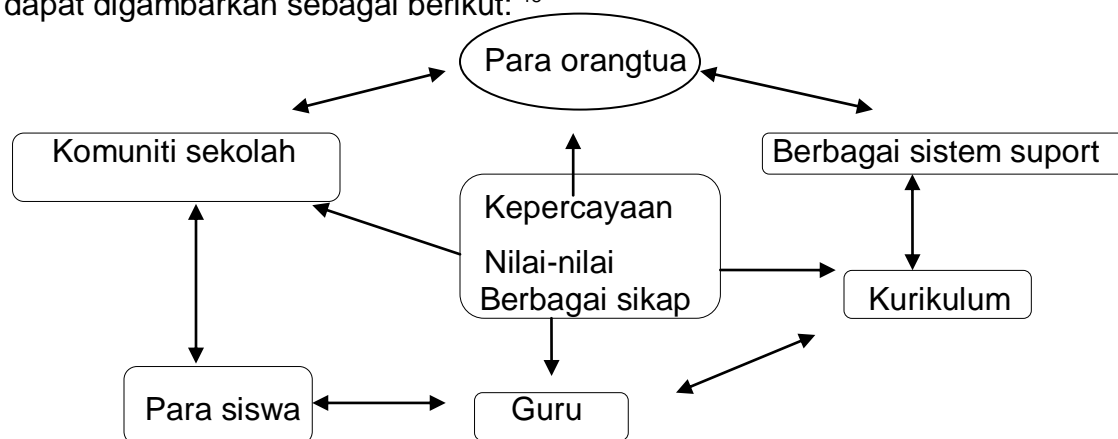 dapat digambarkan sebagai berikut:
Para orangtua
Komuniti sekolah
Berbagai sistem suport
Kepercayaan
Nilai-nilai
Berbagai sikap
Kurikulum
Para siswa
Guru